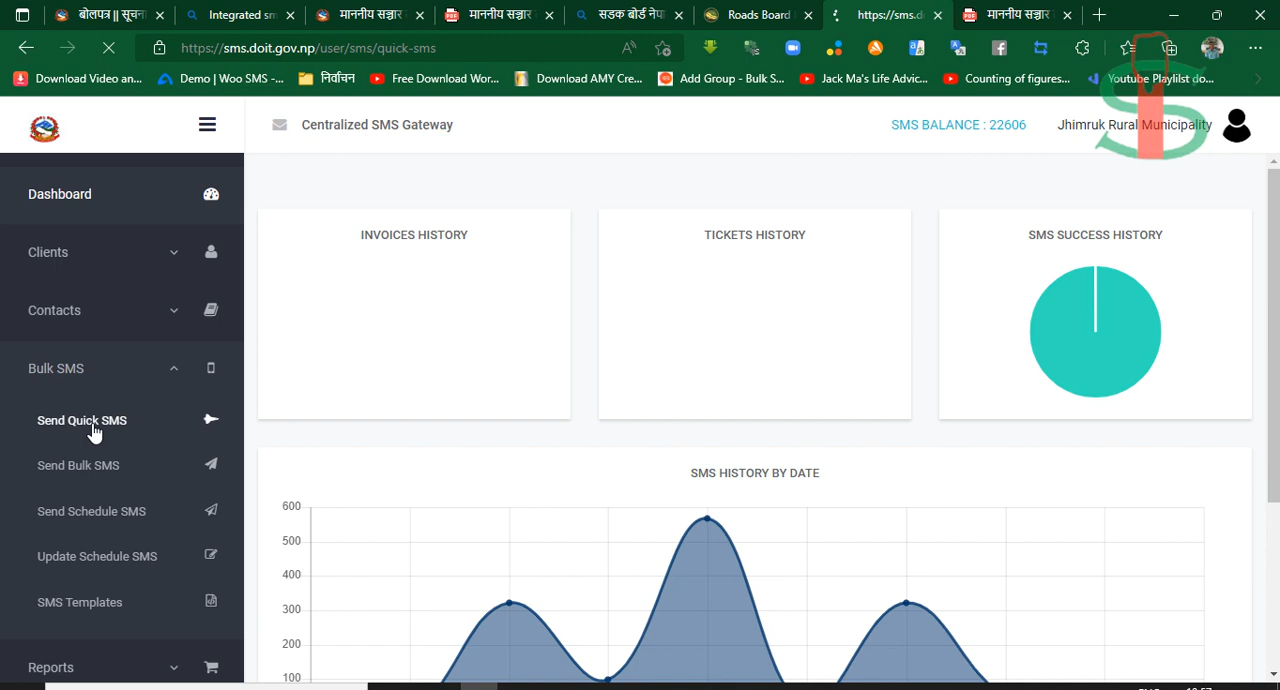 बोलपत्र || सूचना
Integrated sm
माननीय सञ्चार
माननीय सञ्चार
सडक बोर्ड नेपा
Roads Board
https://sms.d
माननीय सञ्चार
https://sms.doit.gov.np/user/sms/quick-sms
Download Video an...
Demo | Woo SMS -...
निर्वाचन
Free Download Wor...
Download AMY Cre...
Add Group - Bulk S...
Jack Ma's Life Advic...
Counting of figures...
Youtube Playlilst do...
Centralized SMS Gateway
SMS BALANCE : 22606
Jhimruk Rural Municipality
Dashboard
Clients
Contacts
Bulk SMS
Send Quick SMS
Send Bulk SMS
Send Schedule SMS
Update Schedule SMS
SMS Templates
Reports
INVOICES HISTORY
TICKETS HISTORY
SMS SUCCESS HISTORY
SMS HISTORY BY DATE
600
500
400
300
200
100